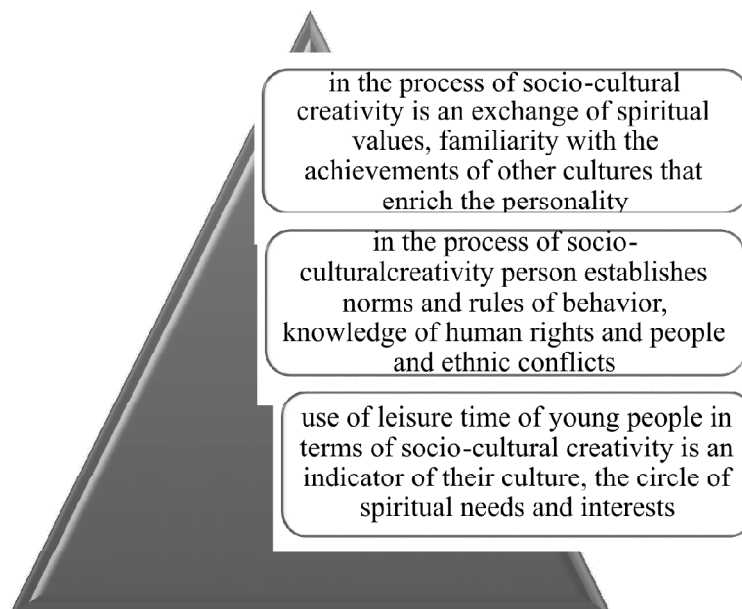 in the process of socio-cultural
creativity is an exchange of spiritual
values, familiarity with the
achievements of other cultures that
enrich the personality
in the process of socio-
culturalcreativity person establishes
norms and rules of behavior,
knowledge of human rights and people
and ethnic conflicts
use of leisure time of young people in
terms of socio-cultural creativity is an
indicator of their culture, the circle of
spiritual needs and interests